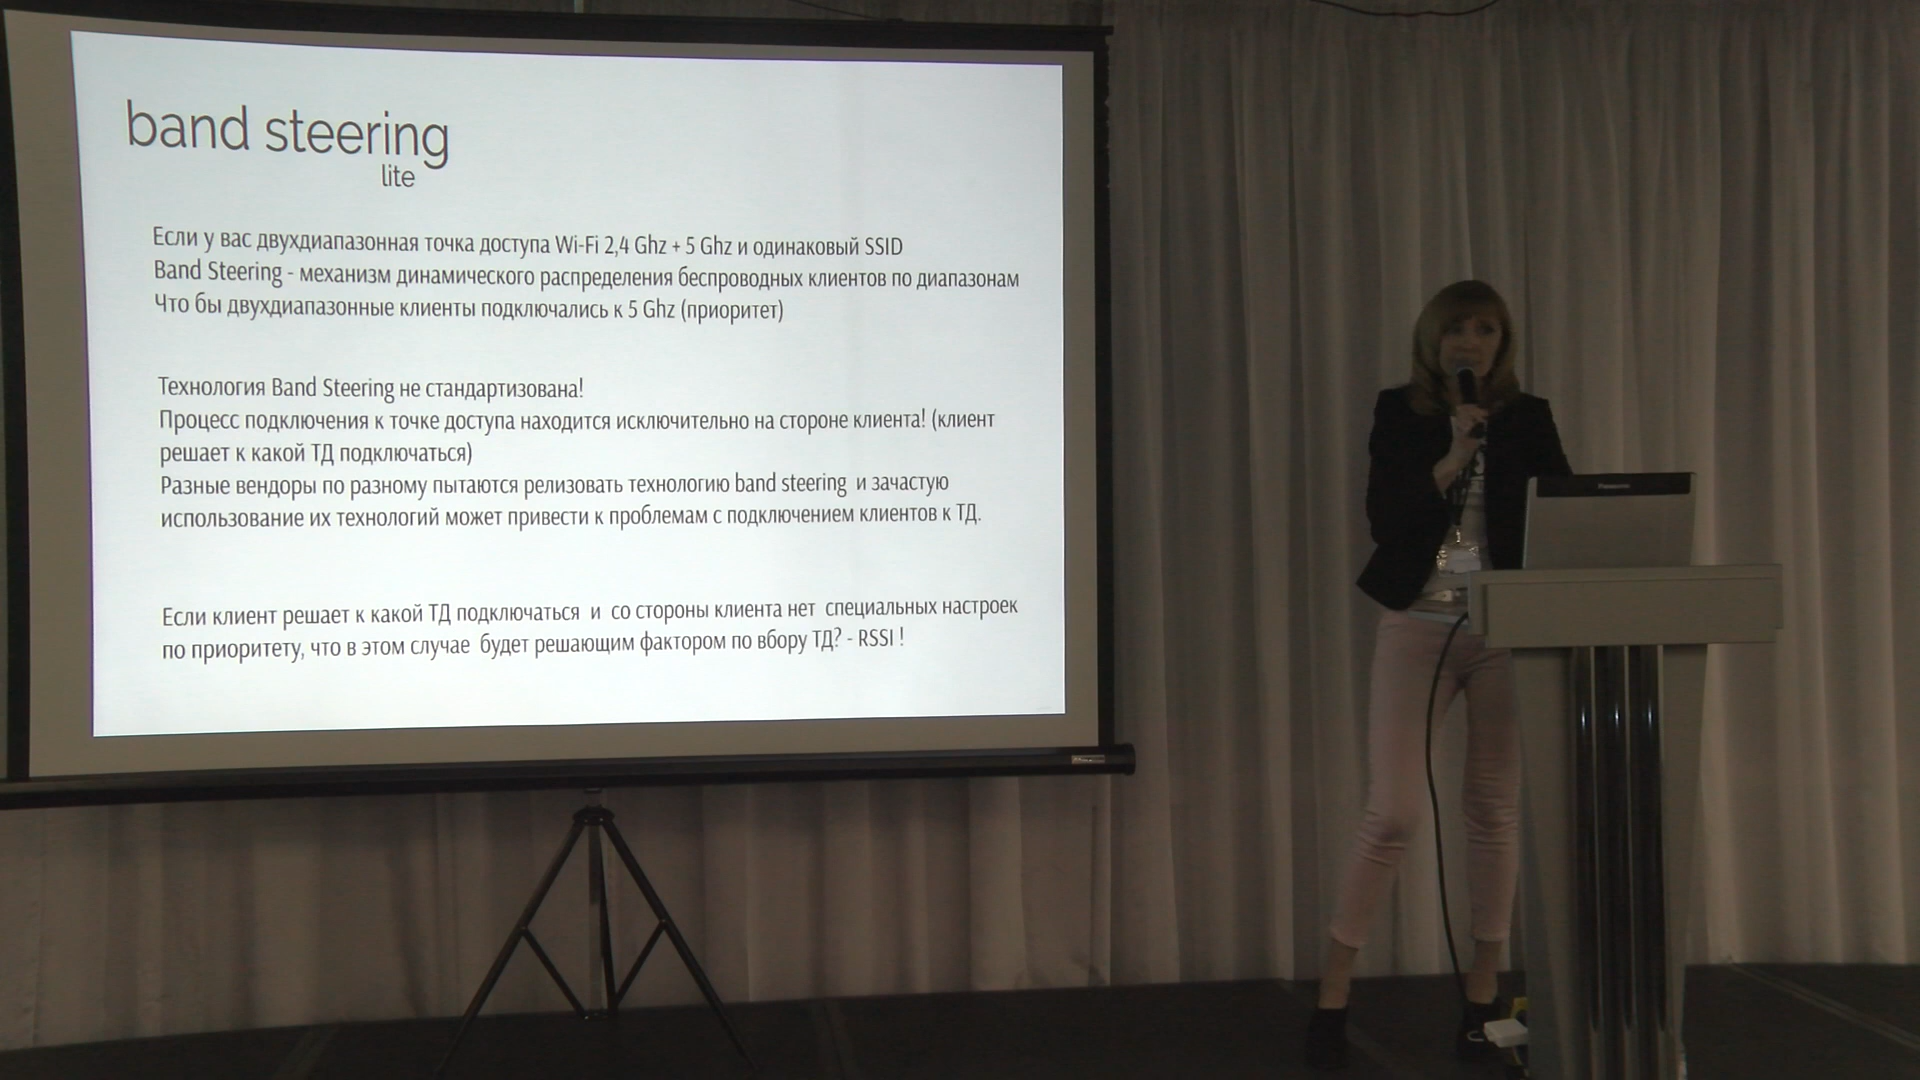 band steering
lite
Если у вас двухдиапазонная точка доступа Wi-Fi 2,4 Ghz + 5 Ghz и одинаковый SSID
Band Steering - механизм динамического распределения беспроводных клиентов по диапазонам
Что бы двухдиапазонные клиенты подключались к 5 Ghz (приоритет)
Технология Band Steering не стандартизована!
Процесс подключения к точке доступа находится исключительно на стороне клиента! (клиент
решает к какой ТД подключаться)
Разные вендоры по разному пытаются релизовать технологию band steering и зачастую
использование их технологий может привести к проблемам с подключением клиентов к ТД.
Если клиент решает к какой ТД подключаться и со стороны клиента нет специальных настроек
по приоритету, что в этом случае будет решающим фактором по вбору ТД? - RSSI !
Panasonic